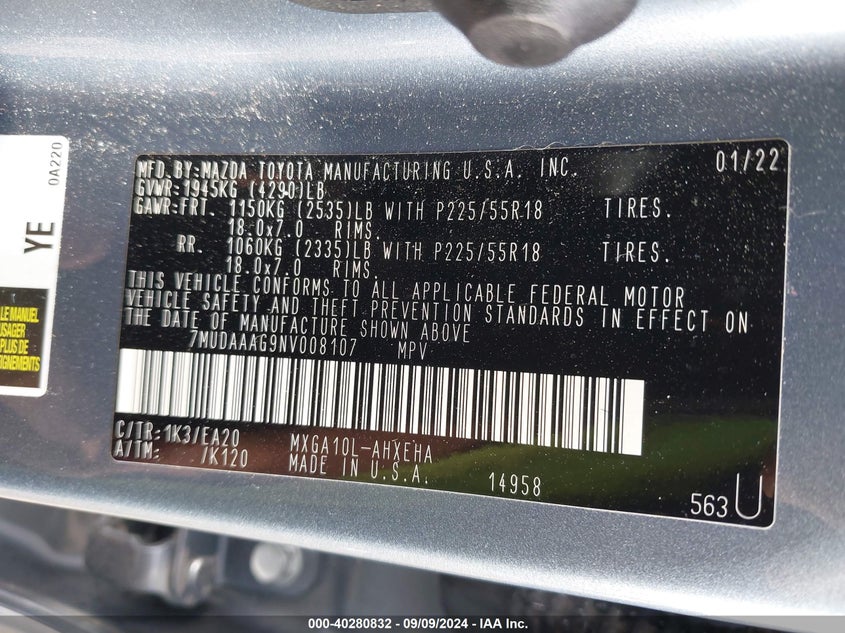 0A220
YE
LE MANUEL
USAGER
PLUS DE
IGNEMENTS
MFD. BY: MAZDA TOYOTA MANUFACTURING U.S.A. INC. 01/22
GVWR: 1945KG (4290)LB
GAWR: FRT. 1150KG (2535)LB WITH P225/55R18 TIRES.
18.0x7.0 RIMS.
RR. 1060KG (2335)LB WITH P225/55R18 TIRES.
18.0x7.0 RIMS.
THIS VEHICLE CONFORMS TO ALL APPLICABLE FEDERAL MOTOR
VEHICLE SAFETY AND THEFT PREVENTION STANDARDS IN EFFECT ON
THE DATE OF MANUFACTURE SHOWN ABOVE
7MUDAAAG9NV008107 MPV
C/TR: 1K3/EA20 MXGA10L-AHXEHA
A/TM: /K120 MADE IN U.S.A. 14958
563U
000-40280832 - 09/09/2024 - IAA Inc.